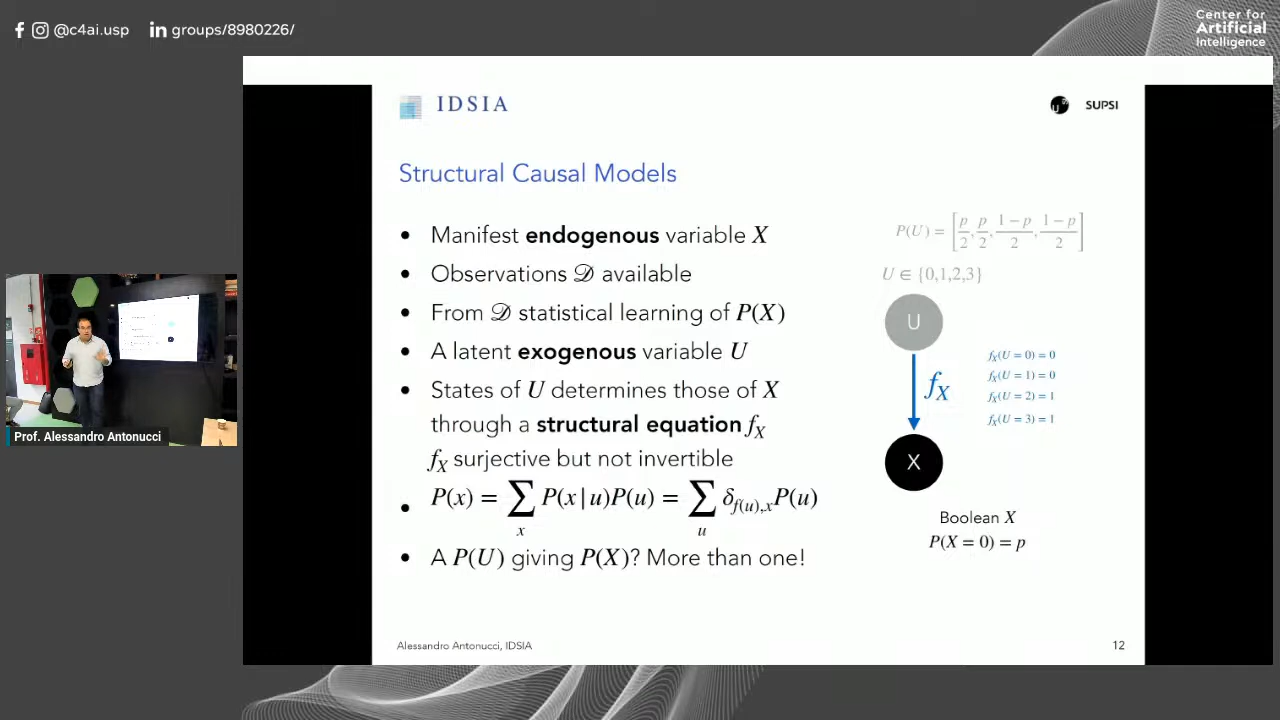 @c4ai.usp groups/8980226/
Center for
Artificial
Intelligence
IDSIA
SUPSI
Structural Causal Models
• Manifest endogenous variable X
• Observations 𝒟 available
• From 𝒟 statistical learning of P(X)
• A latent exogenous variable U
• States of U determines those of X
through a structural equation f_X
f_X surjective but not invertible
• P(x) = ∑_x P(x|u)P(u) = ∑_u δ_{f(u),x}P(u)
• A P(U) giving P(X)? More than one!
P(U) = [p/2, p/2, 1−p/2, 1−p/2]
U ∈ {0,1,2,3}
U
f_X
f_X(U = 0) = 0
f_X(U = 1) = 0
f_X(U = 2) = 1
f_X(U = 3) = 1
X
Boolean X
P(X = 0) = p
Prof. Alessandro Antonucci
Alessandro Antonucci, IDSIA
12